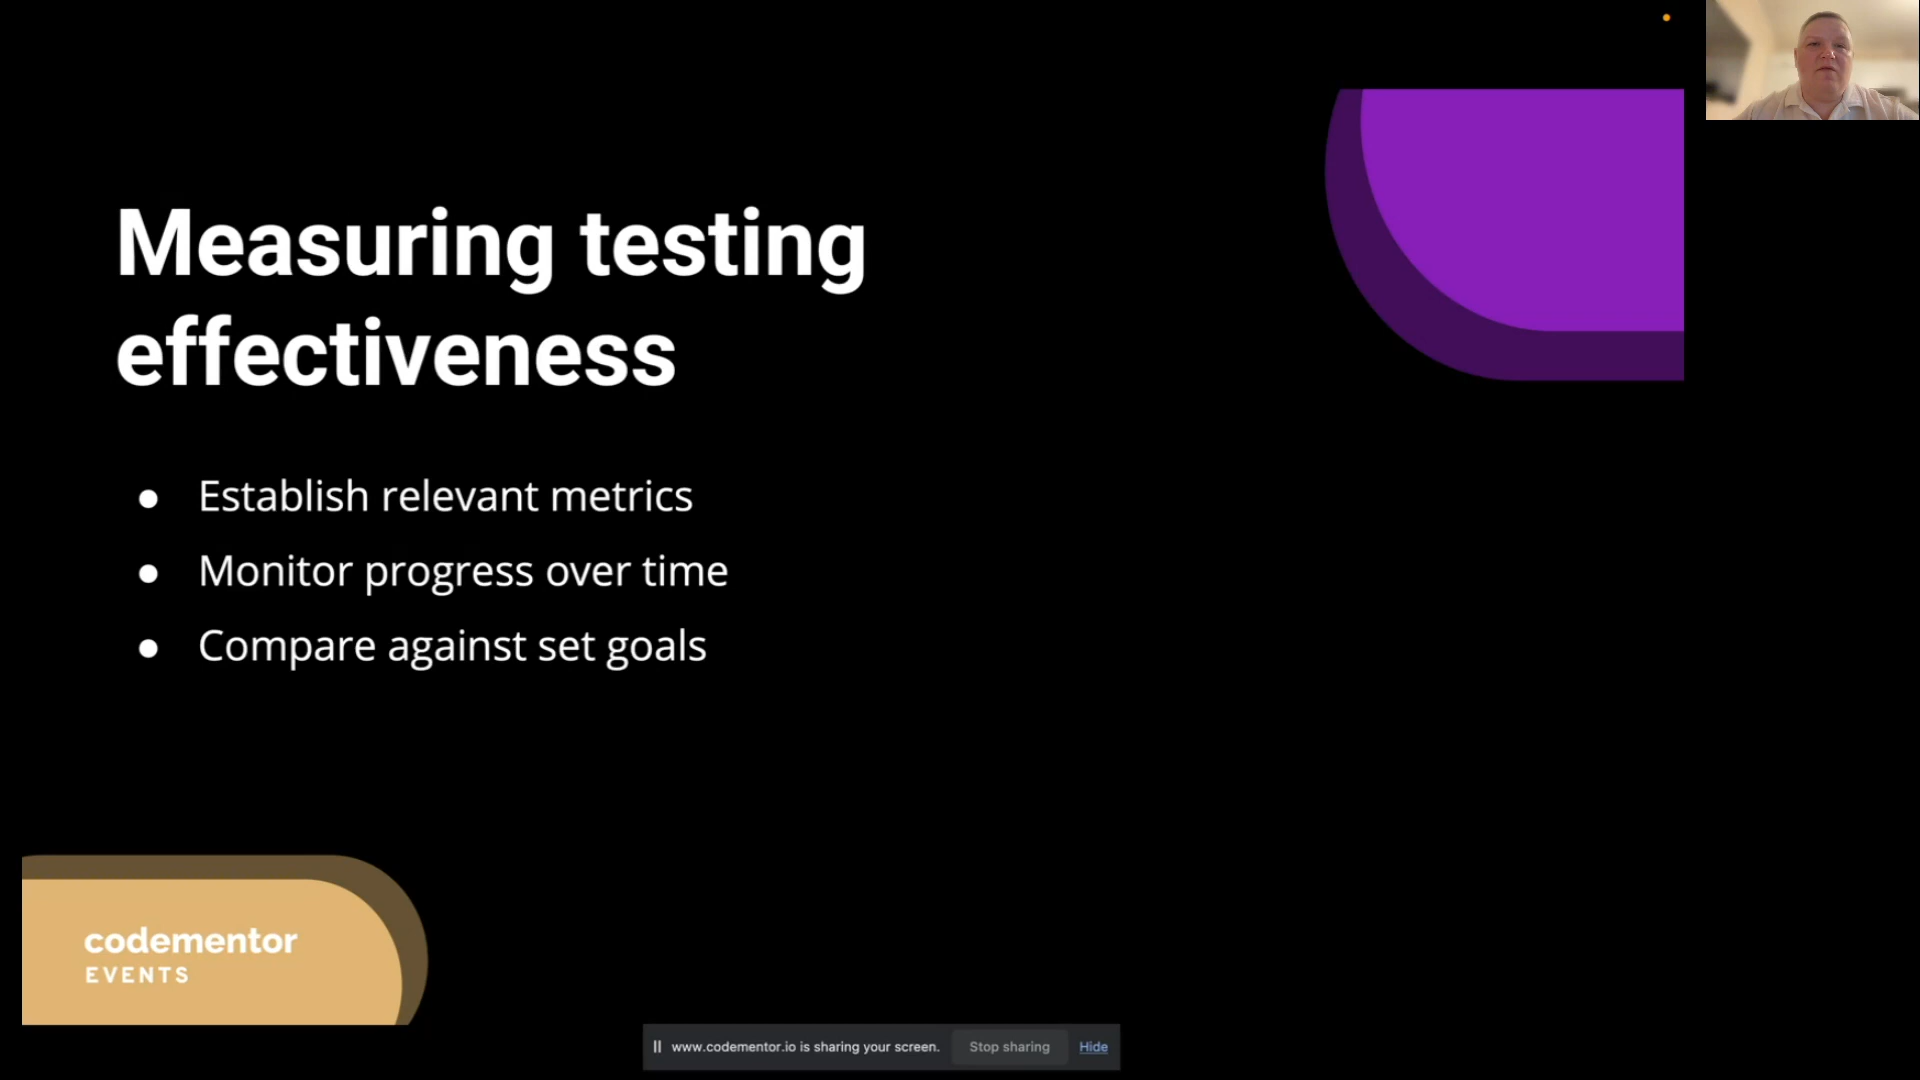 Measuring testing
effectiveness
● Establish relevant metrics
● Monitor progress over time
● Compare against set goals
codementor
EVENTS
www.codementor.io is sharing your screen. Stop sharing Hide